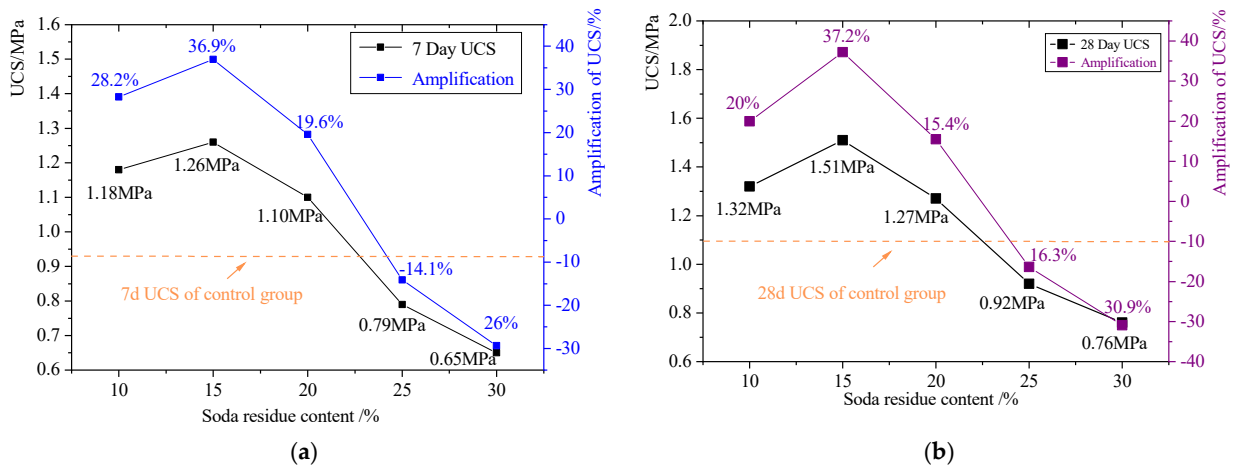 UCS/MPa
1.6
1.5
1.4
1.3
1.2
1.1
1.0
0.9
0.8
0.7
0.6
10
15
20
25
30
Soda residue content /%
40
30
20
10
0
-10
-20
-30
Amplification of UCS/%
7 Day UCS
Amplification
28.2%
36.9%
19.6%
-14.1%
26%
1.18MPa
1.26MPa
1.10MPa
0.79MPa
0.65MPa
7d UCS of control group
(a)
UCS/MPa
2.0
1.8
1.6
1.4
1.2
1.0
0.8
0.6
10
15
20
25
30
Soda residue content /%
40
30
20
10
0
-10
-20
-30
-40
Amplification of UCS/%
28 Day UCS
Amplification
20%
37.2%
15.4%
16.3%
30.9%
1.32MPa
1.51MPa
1.27MPa
0.92MPa
0.76MPa
28d UCS of control group
(b)